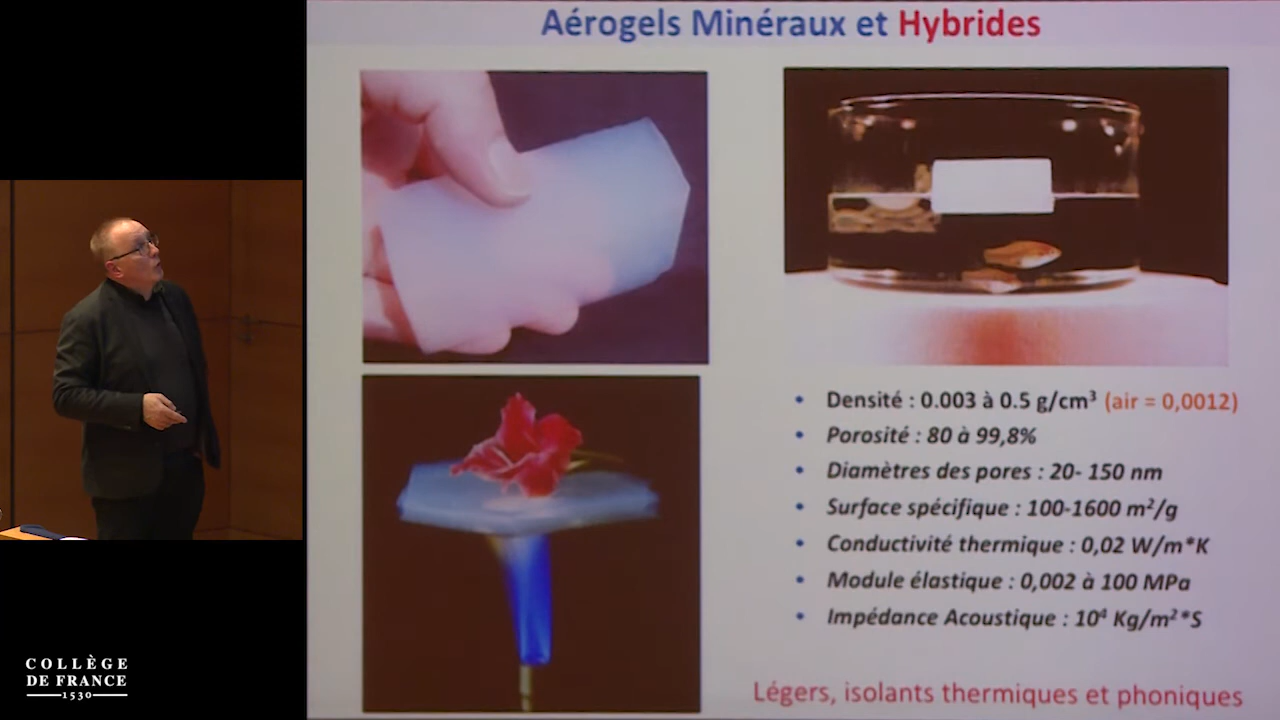 Aérogels Minéraux et Hybrides
• Densité : 0.003 à 0.5 g/cm³ (air = 0,0012)
• Porosité : 80 à 99,8%
• Diamètres des pores : 20- 150 nm
• Surface spécifique : 100-1600 m²/g
• Conductivité thermique : 0,02 W/m*K
• Module élastique : 0,002 à 100 MPa
• Impédance Acoustique : 10⁴ Kg/m²*S
Légers, isolants thermiques et phoniques
COLLÈGE
DE FRANCE
1530